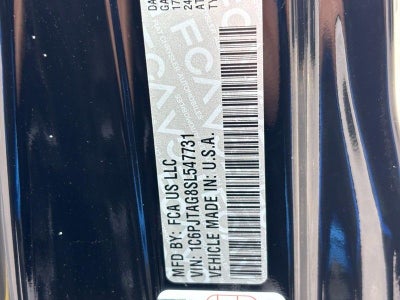 MFD BY: FCA US LLC
VIN: 1C6PJTAG8SL547731
VEHICLE MADE IN: U.S.A.
FCA